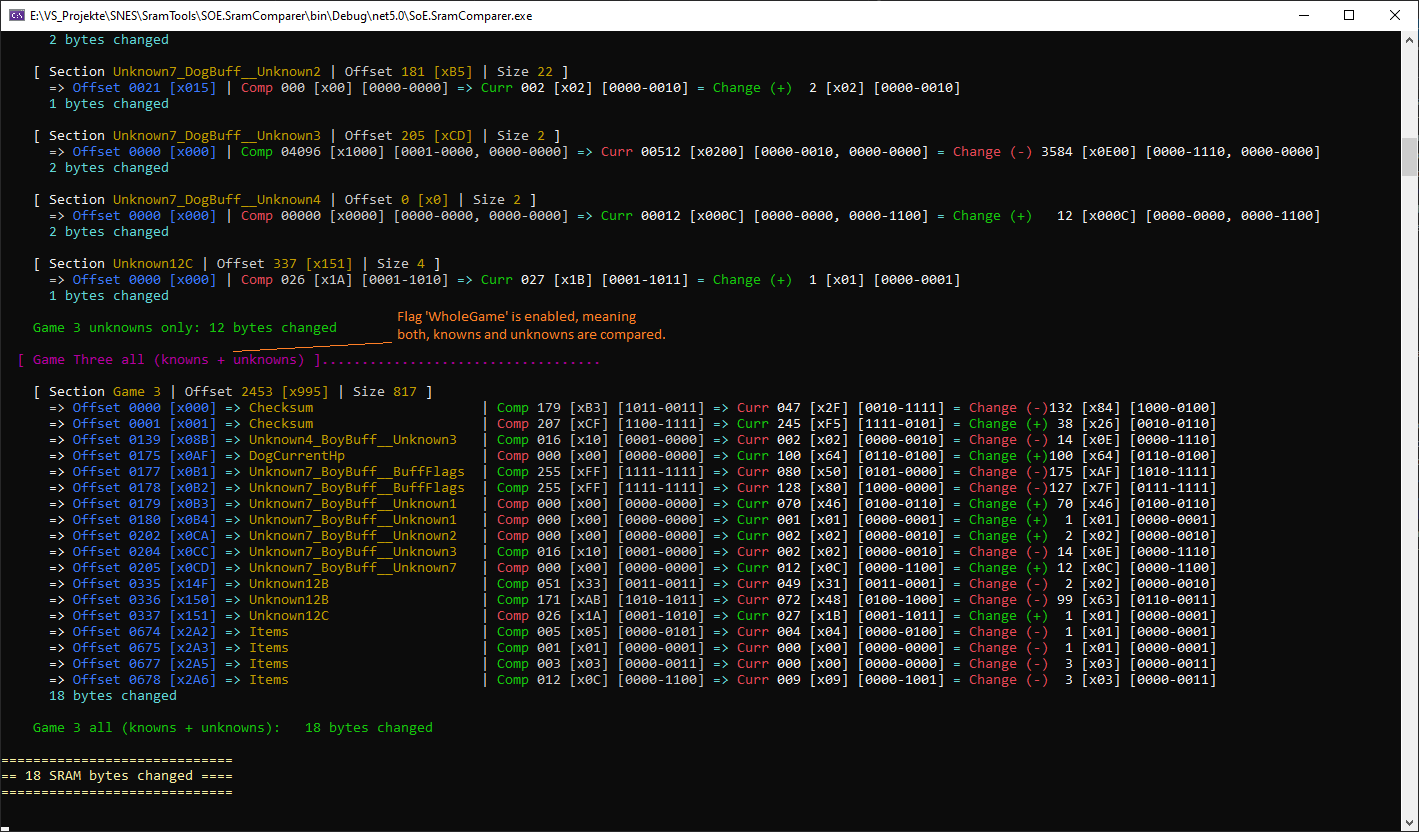 E:\VS_Projekte\SNES\SramTools\SOE.SramComparer\bin\Debug\net5.0\SoE.SramComparer.exe
2 bytes changed
[ Section Unknown7_DogBuff__Unknown2 | Offset 181 [xB5] | Size 22 ]
=> Offset 0021 [x015] | Comp 000 [x00] [0000-0000] => Curr 002 [x02] [0000-0010] = Change (+)  2 [x02] [0000-0010]
1 bytes changed
[ Section Unknown7_DogBuff__Unknown3 | Offset 205 [xCD] | Size 2 ]
=> Offset 0000 [x000] | Comp 04096 [x1000] [0001-0000, 0000-0000] => Curr 00512 [x0200] [0000-0010, 0000-0000] = Change (-) 3584 [x0E00] [0000-1110, 0000-0000]
2 bytes changed
[ Section Unknown7_DogBuff__Unknown4 | Offset 0 [x0] | Size 2 ]
=> Offset 0000 [x000] | Comp 00000 [x0000] [0000-0000, 0000-0000] => Curr 00012 [x000C] [0000-0000, 0000-1100] = Change (+)   12 [x000C] [0000-0000, 0000-1100]
2 bytes changed
[ Section Unknown12C | Offset 337 [x151] | Size 4 ]
=> Offset 0000 [x000] | Comp 026 [x1A] [0001-1010] => Curr 027 [x1B] [0001-1011] = Change (+)  1 [x01] [0000-0001]
1 bytes changed
Flag 'WholeGame' is enabled, meaning
both, knowns and unknowns are compared.
Game 3 unknowns only: 12 bytes changed
[ Game Three all (knowns + unknowns) ]...................................
[ Section Game 3 | Offset 2453 [x995] | Size 817 ]
=> Offset 0000 [x000] => Checksum | Comp 179 [xB3] [1011-0011] => Curr 047 [x2F] [0010-1111] = Change (-)132 [x84] [1000-0100]
=> Offset 0001 [x001] => Checksum | Comp 207 [xCF] [1100-1111] => Curr 245 [xF5] [1111-0101] = Change (+) 38 [x26] [0010-0110]
=> Offset 0139 [x08B] => Unknown4_BoyBuff__Unknown3 | Comp 016 [x10] [0001-0000] => Curr 002 [x02] [0000-0010] = Change (-) 14 [x0E] [0000-1110]
=> Offset 0175 [x0AF] => DogCurrentHp | Comp 000 [x00] [0000-0000] => Curr 100 [x64] [0110-0100] = Change (+)100 [x64] [0110-0100]
=> Offset 0177 [x0B1] => Unknown7_BoyBuff__BuffFlags | Comp 255 [xFF] [1111-1111] => Curr 080 [x50] [0101-0000] = Change (-)175 [xAF] [1010-1111]
=> Offset 0178 [x0B2] => Unknown7_BoyBuff__BuffFlags | Comp 255 [xFF] [1111-1111] => Curr 128 [x80] [1000-0000] = Change (-)127 [x7F] [0111-1111]
=> Offset 0179 [x0B3] => Unknown7_BoyBuff__Unknown1 | Comp 000 [x00] [0000-0000] => Curr 070 [x46] [0100-0110] = Change (+) 70 [x46] [0100-0110]
=> Offset 0180 [x0B4] => Unknown7_BoyBuff__Unknown1 | Comp 000 [x00] [0000-0000] => Curr 001 [x01] [0000-0001] = Change (+)  1 [x01] [0000-0001]
=> Offset 0202 [x0CA] => Unknown7_BoyBuff__Unknown2 | Comp 000 [x00] [0000-0000] => Curr 002 [x02] [0000-0010] = Change (+)  2 [x02] [0000-0010]
=> Offset 0204 [x0CC] => Unknown7_BoyBuff__Unknown3 | Comp 016 [x10] [0001-0000] => Curr 002 [x02] [0000-0010] = Change (-) 14 [x0E] [0000-1110]
=> Offset 0205 [x0CD] => Unknown7_BoyBuff__Unknown7 | Comp 000 [x00] [0000-0000] => Curr 012 [x0C] [0000-1100] = Change (+) 12 [x0C] [0000-1100]
=> Offset 0335 [x14F] => Unknown12B | Comp 051 [x33] [0011-0011] => Curr 049 [x31] [0011-0001] = Change (-)  2 [x02] [0000-0010]
=> Offset 0336 [x150] => Unknown12B | Comp 171 [xAB] [1010-1011] => Curr 072 [x48] [0100-1000] = Change (-) 99 [x63] [0110-0011]
=> Offset 0337 [x151] => Unknown12C | Comp 026 [x1A] [0001-1010] => Curr 027 [x1B] [0001-1011] = Change (+)  1 [x01] [0000-0001]
=> Offset 0674 [x2A2] => Items | Comp 005 [x05] [0000-0101] => Curr 004 [x04] [0000-0100] = Change (-)  1 [x01] [0000-0001]
=> Offset 0675 [x2A3] => Items | Comp 001 [x01] [0000-0001] => Curr 000 [x00] [0000-0000] = Change (-)  1 [x01] [0000-0001]
=> Offset 0677 [x2A5] => Items | Comp 003 [x03] [0000-0011] => Curr 000 [x00] [0000-0000] = Change (-)  3 [x03] [0000-0011]
=> Offset 0678 [x2A6] => Items | Comp 012 [x0C] [0000-1100] => Curr 009 [x09] [0000-1001] = Change (-)  3 [x03] [0000-0011]
18 bytes changed
Game 3 all (knowns + unknowns):   18 bytes changed
=============================
== 18 SRAM bytes changed ====
=============================